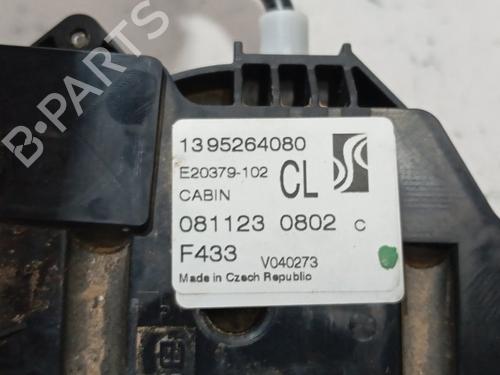 1395264080
E20379-102
CL
CABIN
081123 0802 C
F433 V040273
Made in Czech Republic
B-PARTS